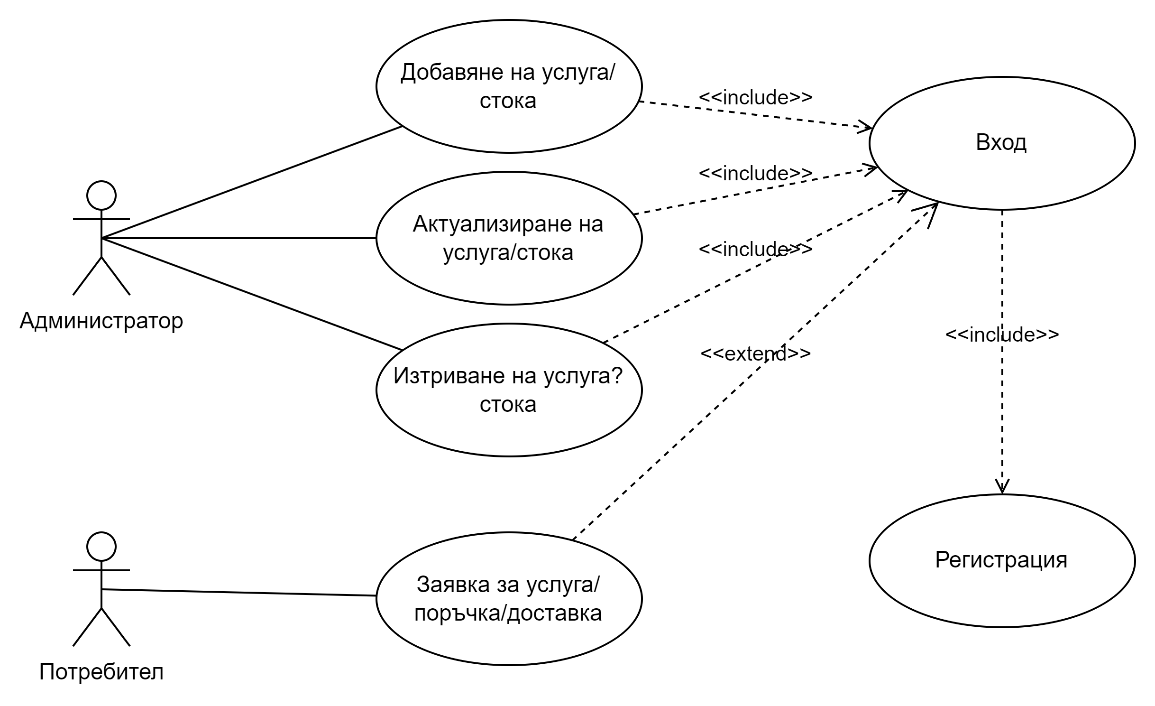 Добавяне на услуга/
стока
<<include>>
Вход
<<include>>
Актуализиране на
услуга/стока
<<include>>
Администратор
<<extend>>
<<include>>
Изтриване на услуга?
стока
Регистрация
Заявка за услуга/
поръчка/доставка
Потребител